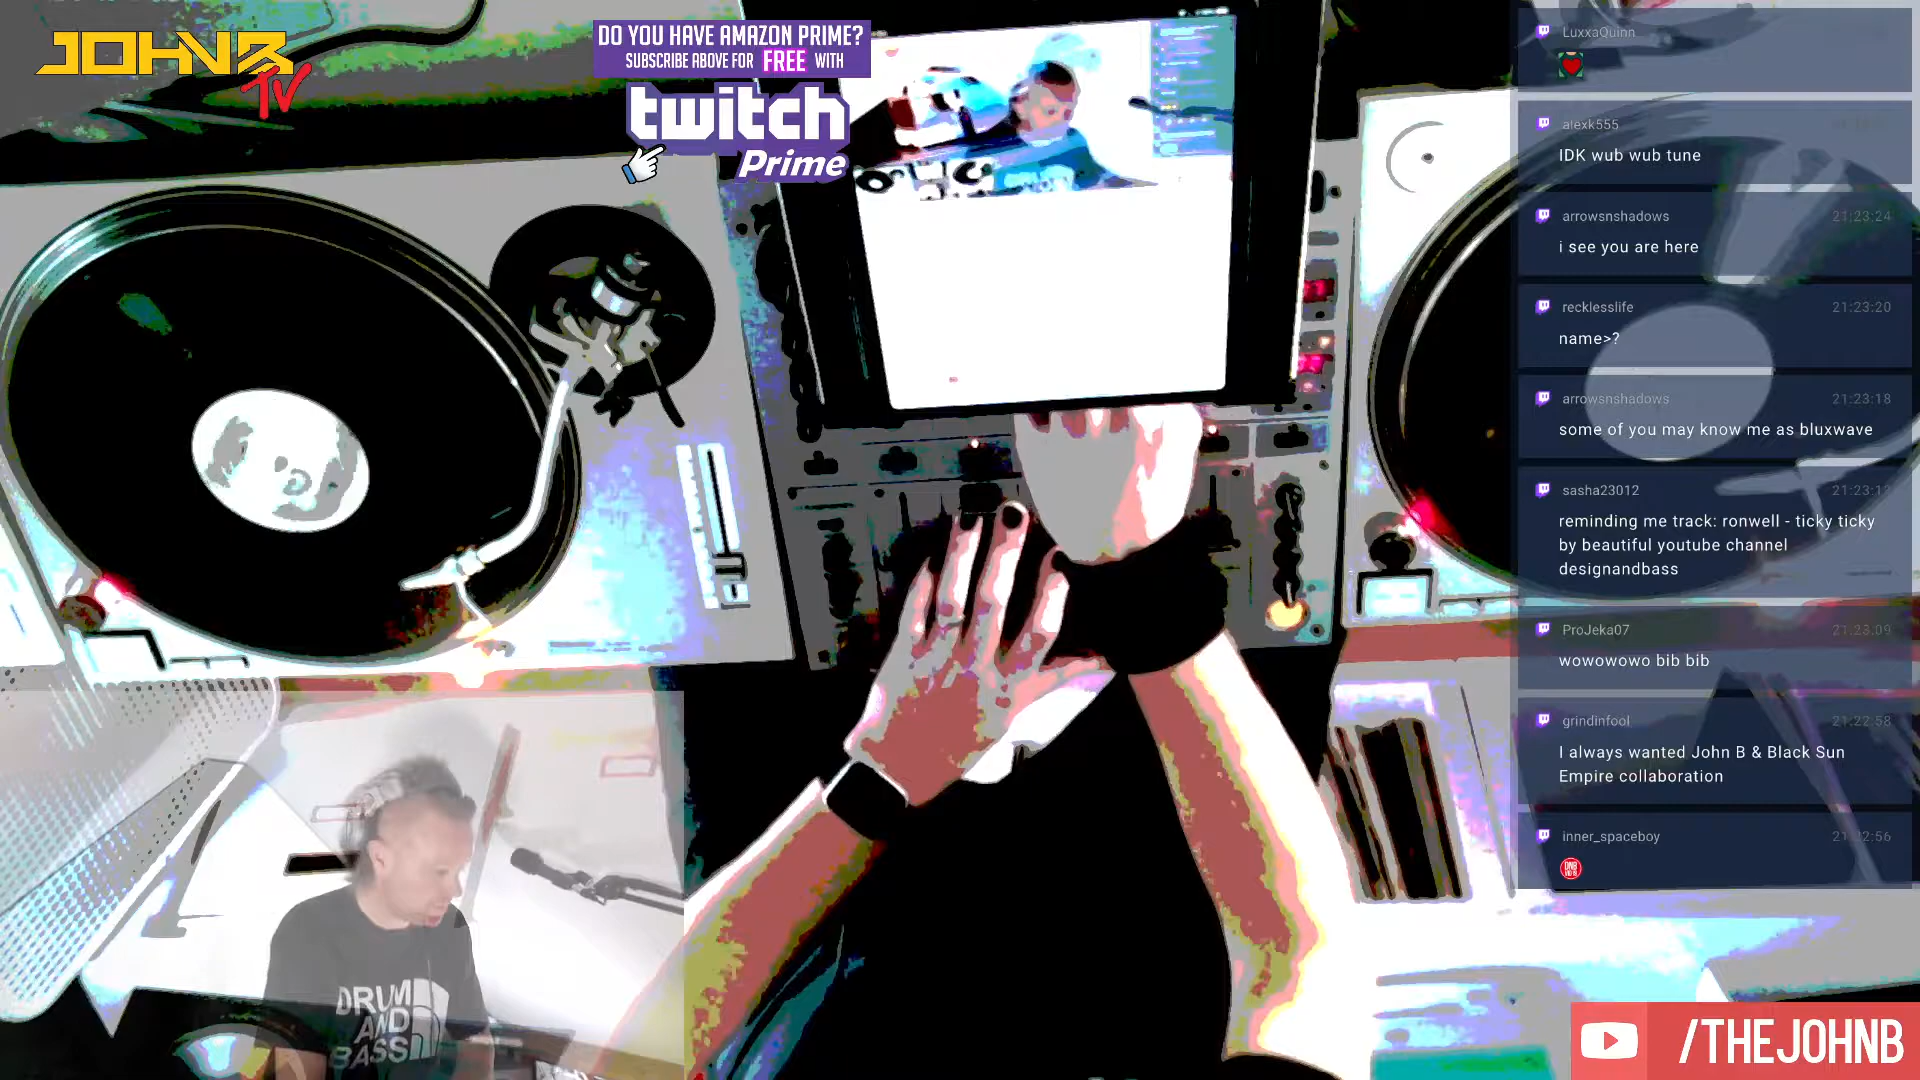 JOHN B
TV
DO YOU HAVE AMAZON PRIME?
SUBSCRIBE ABOVE FOR FREE WITH
twitch
Prime
LuxxaQuinn
alexk555
IDK wub wub tune
arrowsnshadows 21:23:24
i see you are here
recklesslife 21:23:20
name>?
arrowsnshadows 21:23:18
some of you may know me as bluxwave
sasha23012
reminding me track: ronwell - ticky ticky
by beautiful youtube channel
designandbass
ProJeka07 21:23:09
wowowowo bib bib
grindinfool 21:22:58
I always wanted John B & Black Sun
Empire collaboration
inner_spaceboy 21:22:56
DRUM
AND
BASS
/THEJOHNB